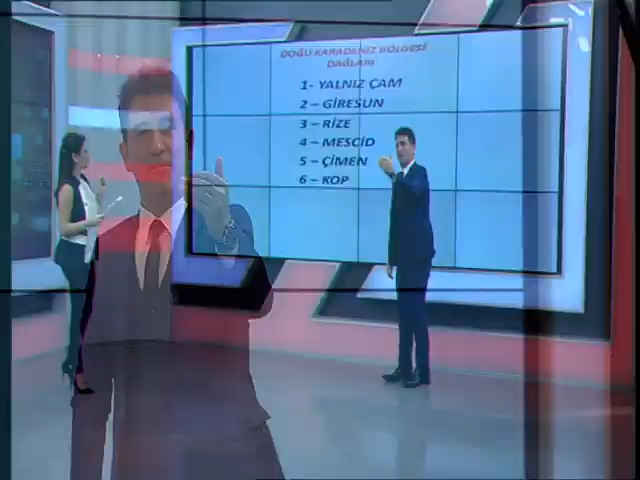 DOĞU KARADENİZ BÖLGESİ
DAĞLARI
1- YALNIZ ÇAM
2 – GİRESUN
3 – RİZE
4 – MESCİD
5 – ÇİMEN
6 – KOP